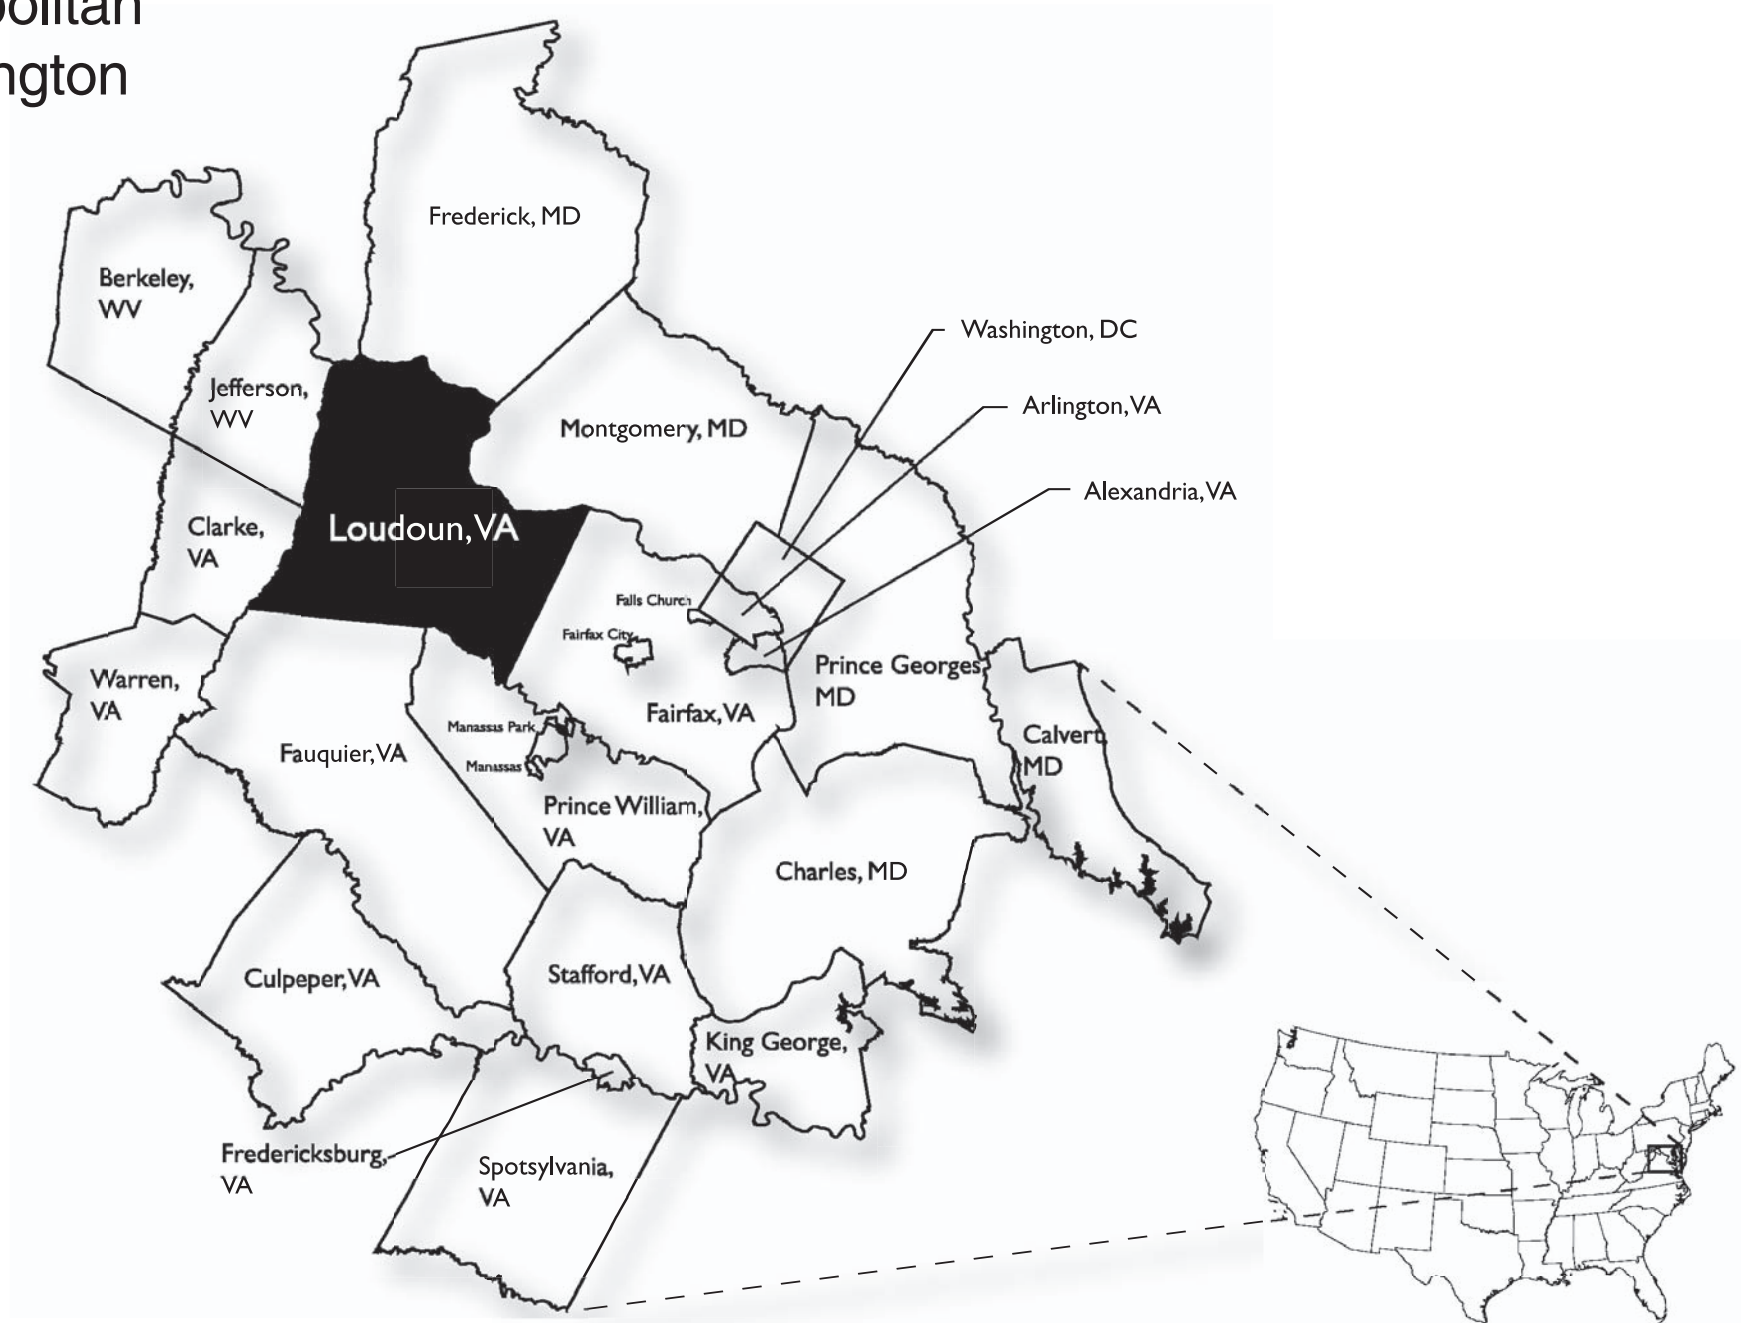 politan
ngton
Frederick, MD
Berkeley,
WV
Washington, DC
Jefferson,
WV
Arlington, VA
Montgomery, MD
Alexandria, VA
Clarke,
VA
Loudoun, VA
Falls Church
Fairfax City
Warren,
VA
Prince Georges
MD
Fairfax, VA
Manassas Park
Manassas
Fauquier, VA
Calvert
MD
Prince William,
VA
Charles, MD
Culpeper, VA
Stafford, VA
King George,
VA
Fredericksburg,
VA
Spotsylvania,
VA